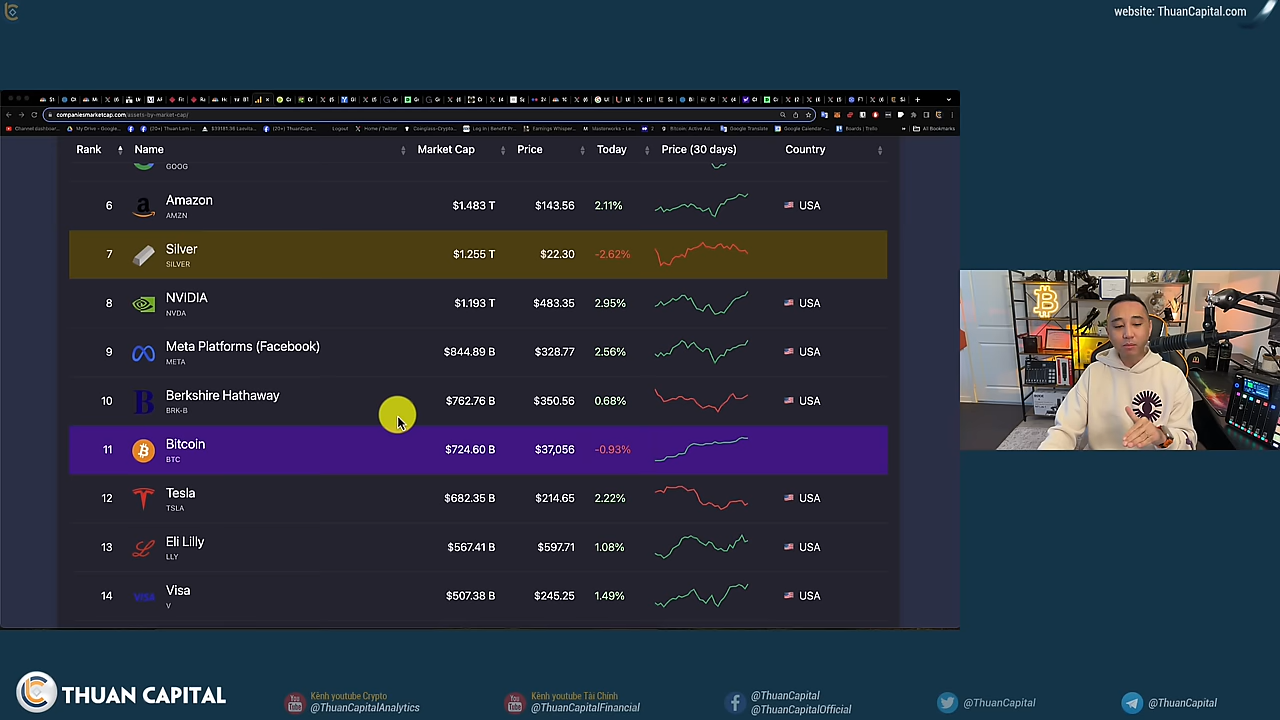 website: ThuanCapital.com
companiesmarketcap.com/assets-by-market-cap/
All Bookmarks
Rank Name Market Cap Price Today Price (30 days) Country
GOOG
6 Amazon $1.483 T $143.56 2.11% USA
AMZN
7 Silver $1.255 T $22.30 -2.62%
SILVER
8 NVIDIA $1.193 T $483.35 2.95% USA
NVDA
9 Meta Platforms (Facebook) $844.89 B $328.77 2.56% USA
META
10 Berkshire Hathaway $762.76 B $350.56 0.68% USA
BRK-B
11 Bitcoin $724.60 B $37,056 -0.93%
BTC
12 Tesla $682.35 B $214.65 2.22% USA
TSLA
13 Eli Lilly $567.41 B $597.71 1.08% USA
LLY
14 Visa $507.38 B $245.25 1.49% USA
V
THUAN CAPITAL
Kênh youtube Crypto
@ThuanCapitalAnalytics
Kênh youtube Tài Chính
@ThuanCapitalFinancial
@ThuanCapital
@ThuanCapitalOfficial
@ThuanCapital
@ThuanCapital